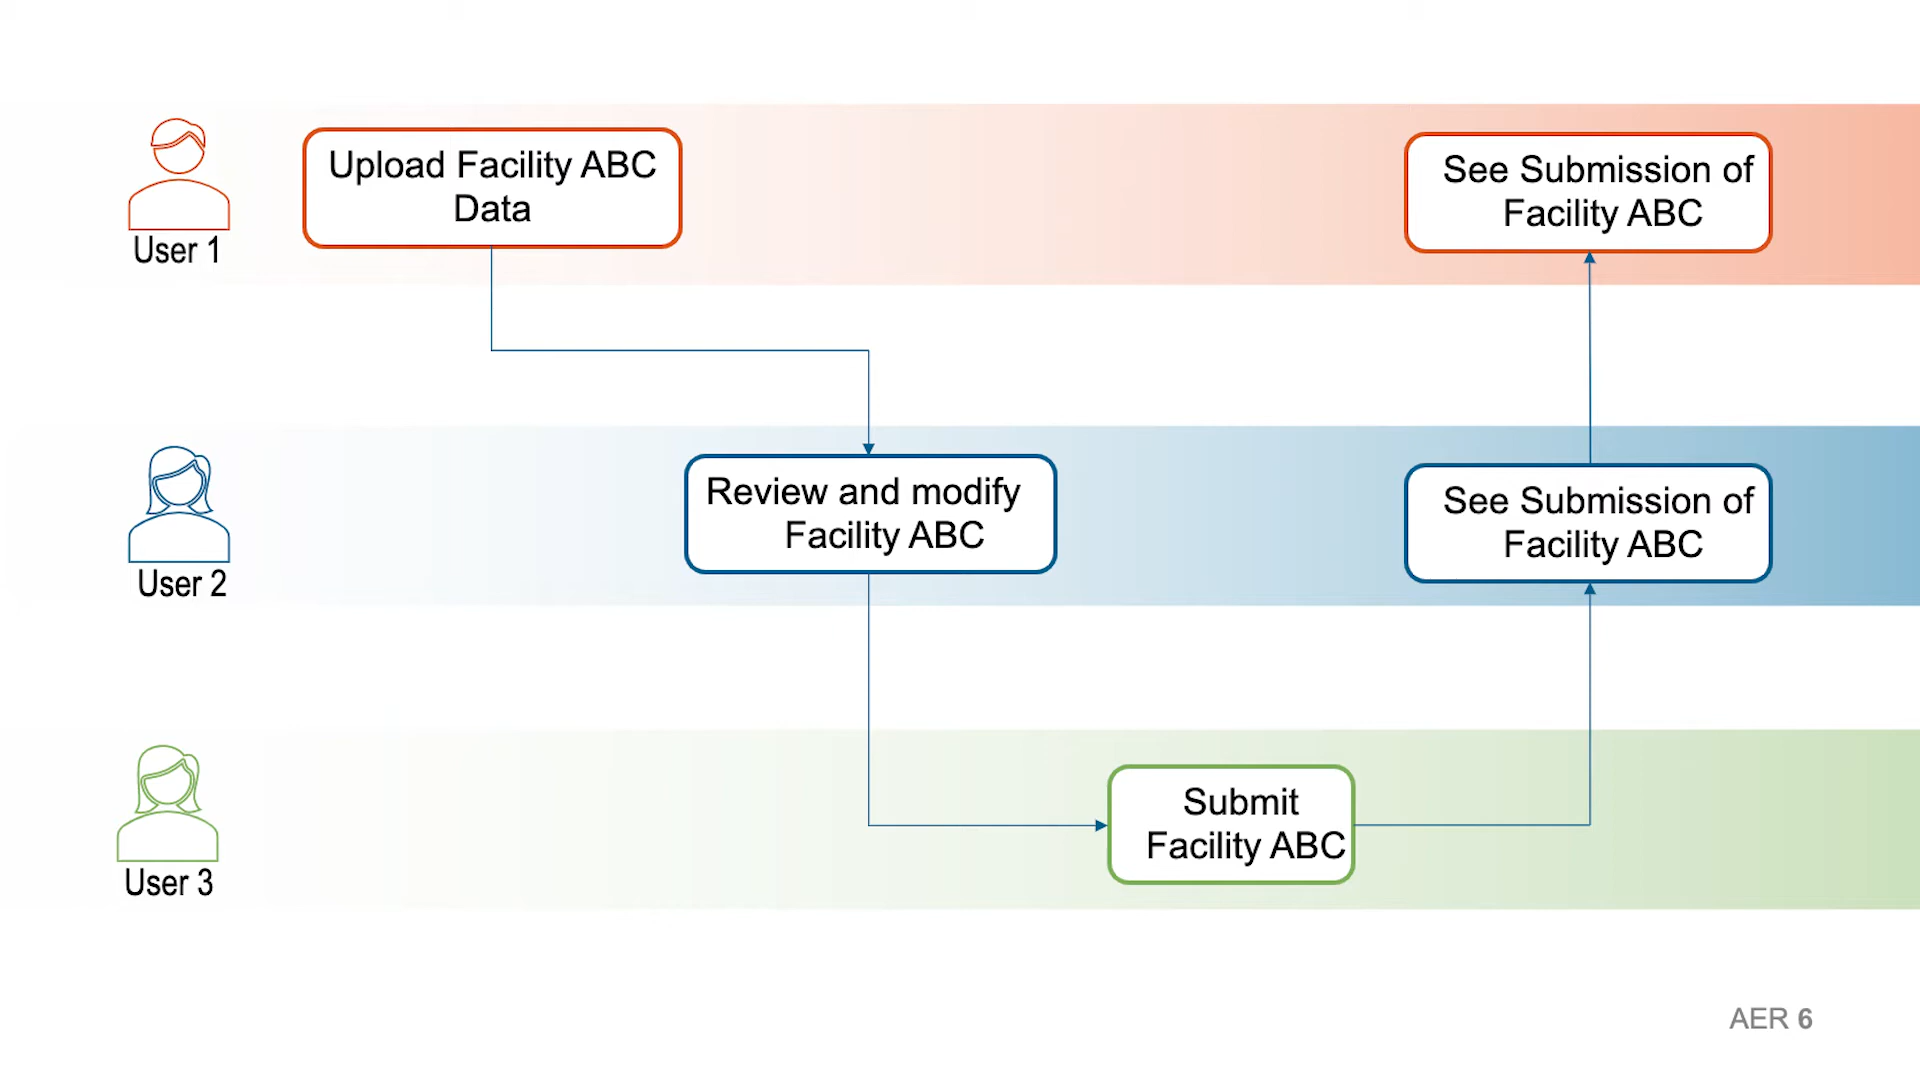 Upload Facility ABC
Data
See Submission of
Facility ABC
User 1
Review and modify
Facility ABC
See Submission of
Facility ABC
User 2
Submit
Facility ABC
User 3
AER 6